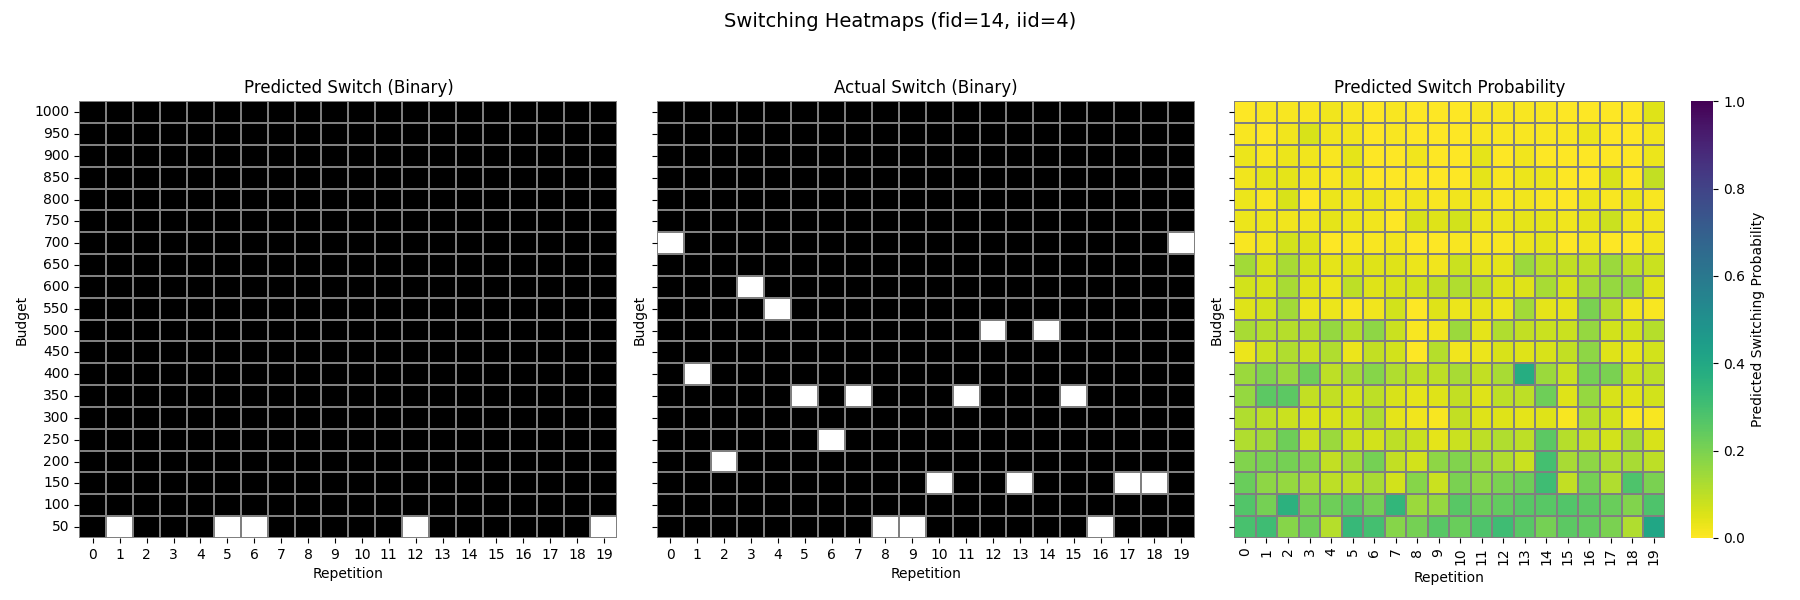 Switching Heatmaps (fid=14, iid=4)
Predicted Switch (Binary)
Budget
1000
950
900
850
800
750
700
650
600
550
500
450
400
350
300
250
200
150
100
50
0 1 2 3 4 5 6 7 8 9 10 11 12 13 14 15 16 17 18 19
Repetition
Actual Switch (Binary)
Budget
0 1 2 3 4 5 6 7 8 9 10 11 12 13 14 15 16 17 18 19
Repetition
Predicted Switch Probability
Budget
0 1 2 3 4 5 6 7 8 9 10 11 12 13 14 15 16 17 18 19
Repetition
1.0
0.8
0.6
0.4
0.2
0.0
Predicted Switching Probability